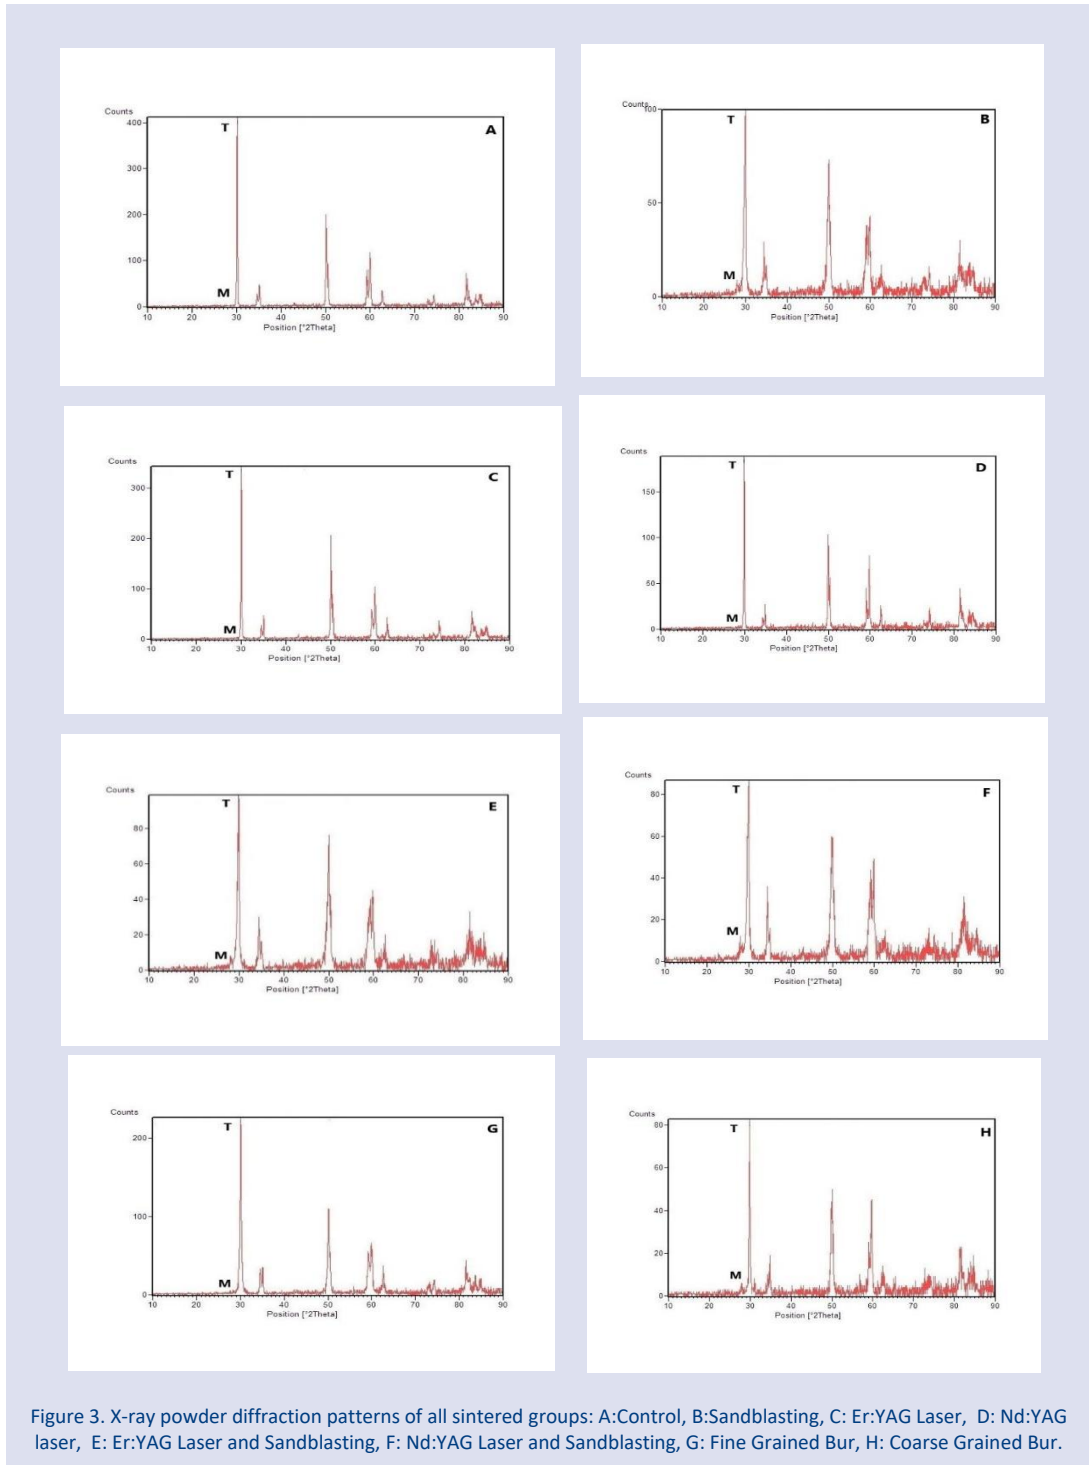 Counts
T
A
400
300
200
100
M
0
10 20 30 40 50 60 70 80 90
Position [°2Theta]
Counts
100
T
B
50
M
0
10 20 30 40 50 60 70 80 90
Position [°2Theta]
Counts
T
C
300
200
100
M
0
10 20 30 40 50 60 70 80 90
Position [°2Theta]
Counts
T
D
150
100
50
M
0
10 20 30 40 50 60 70 80 90
Position [°2Theta]
Counts
T
E
80
60
40
20
M
0
10 20 30 40 50 60 70 80 90
Position [°2Theta]
Counts
T
F
80
60
40
M
20
0
10 20 30 40 50 60 70 80 90
Position [°2Theta]
Counts
T
G
200
100
M
0
10 20 30 40 50 60 70 80 90
Position [°2Theta]
Counts
T
H
80
60
40
20
M
0
10 20 30 40 50 60 70 80 90
Position [°2Theta]
Figure 3. X-ray powder diffraction patterns of all sintered groups: A:Control, B:Sandblasting, C: Er:YAG Laser, D: Nd:YAG
laser, E: Er:YAG Laser and Sandblasting, F: Nd:YAG Laser and Sandblasting, G: Fine Grained Bur, H: Coarse Grained Bur.